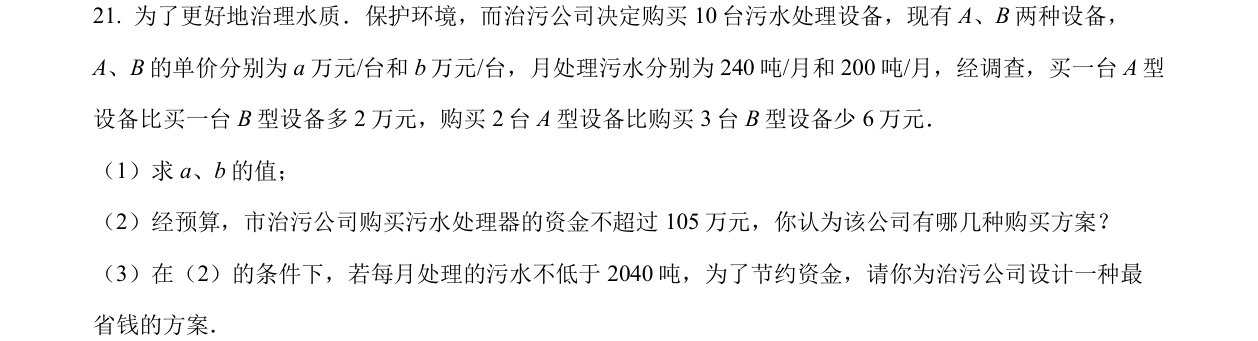 21. 为了更好地治理水质．保护环境，而治污公司决定购买 10 台污水处理设备，现有 A、B 两种设备，
A、B 的单价分别为 a 万元/台和 b 万元/台，月处理污水分别为 240 吨/月和 200 吨/月，经调查，买一台 A 型
设备比买一台 B 型设备多 2 万元，购买 2 台 A 型设备比购买 3 台 B 型设备少 6 万元．
（1）求 a、b 的值；
（2）经预算，市治污公司购买污水处理器的资金不超过 105 万元，你认为该公司有哪几种购买方案？
（3）在（2）的条件下，若每月处理的污水不低于 2040 吨，为了节约资金，请你为治污公司设计一种最
省钱的方案．